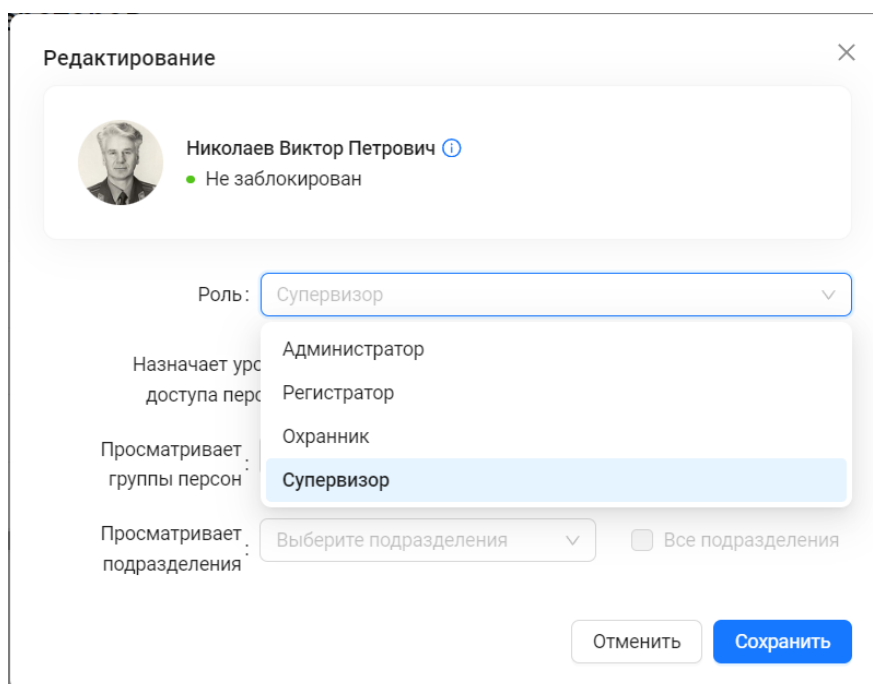 Редактирование
Николаев Виктор Петрович
Не заблокирован
Роль: Супервизор
Администратор
Назначает уро
доступа перс
Регистратор
Охранник
Просматривает
группы персон :
Супервизор
Просматривает
подразделения : Выберите подразделения Все подразделения
Отменить Сохранить